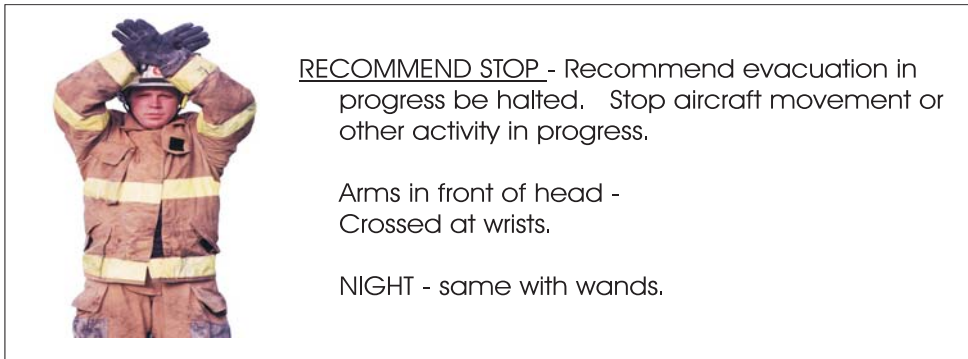 RECOMMEND STOP - Recommend evacuation in
progress be halted. Stop aircraft movement or
other activity in progress.
Arms in front of head -
Crossed at wrists.
NIGHT - same with wands.